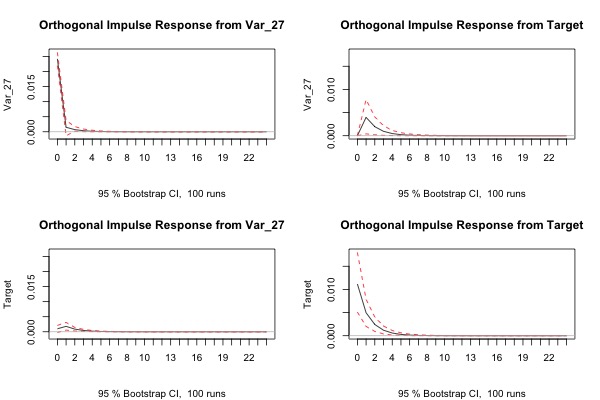 Orthogonal Impulse Response from Var_27
Var_27
0.015
0.000
0 2 4 6 8 10 13 16 19 22
95 % Bootstrap CI,  100 runs
Orthogonal Impulse Response from Target
Var_27
0.010
0.000
0 2 4 6 8 10 13 16 19 22
95 % Bootstrap CI,  100 runs
Orthogonal Impulse Response from Var_27
Target
0.015
0.000
0 2 4 6 8 10 13 16 19 22
95 % Bootstrap CI,  100 runs
Orthogonal Impulse Response from Target
Target
0.010
0.000
0 2 4 6 8 10 13 16 19 22
95 % Bootstrap CI,  100 runs